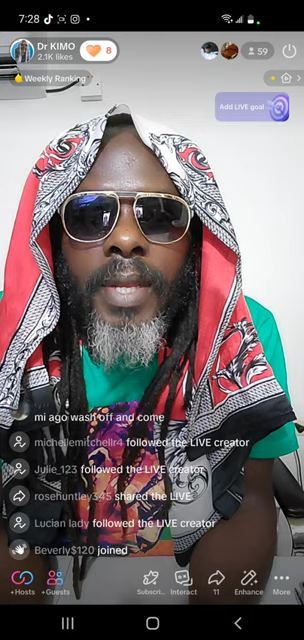 7:28
Dr KIMO
2.1K likes
8
59
Weekly Ranking
Add LIVE goal
mi ago wash off and come
michellemitchellr4 followed the LIVE creator
Julie_123 followed the LIVE creator
rosehuntley345 shared the LIVE
Lucian lady followed the LIVE creator
Beverly$120 joined
+Hosts
+Guests
Subscri...
Interact
11
Enhance
More